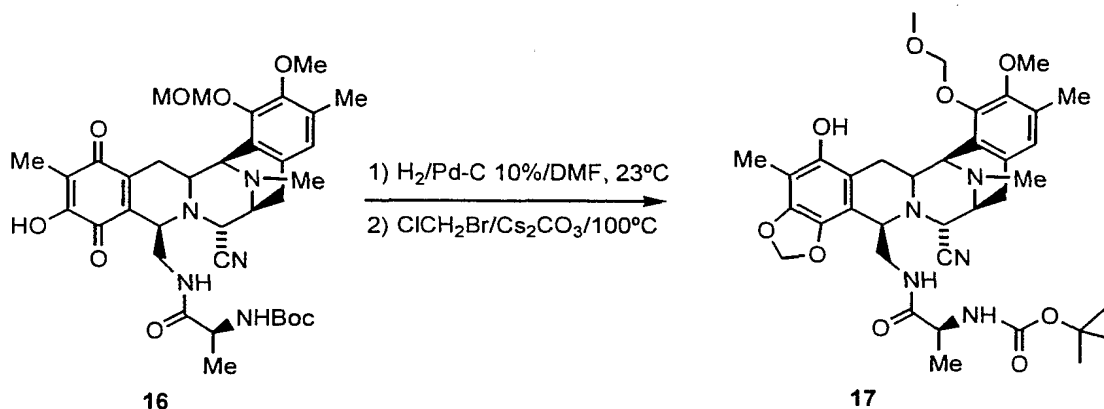 OMe
MOMO
Me
O
Me
HO
O
N
Me
N
CN
NH
O
NHBoc
Me
16
1) H₂/Pd-C 10%/DMF, 23ºC
2) ClCH₂Br/Cs₂CO₃/100ºC
O
OMe
O
Me
OH
Me
N
Me
N
O
O
CN
NH
O
NH
O
Me
O
17